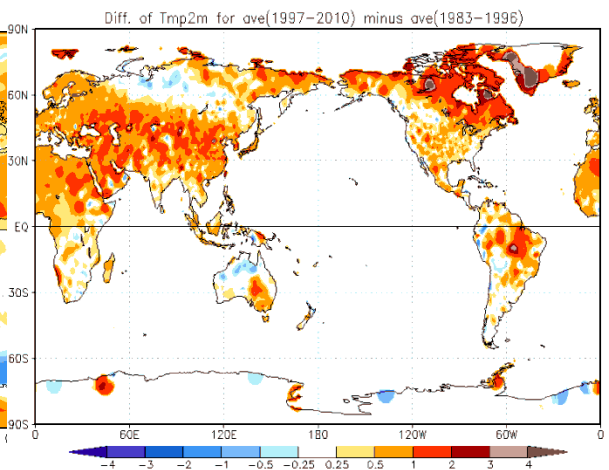 Diff. of Tmp2m for ave(1997-2010) minus ave(1983-1996)
90N
60N
30N
EQ
30S
60S
90S
0 60E 120E 180 120W 60W 0
-4 -3 -2 -1 -0.5 -0.25 0.25 0.5 1 2 3 4